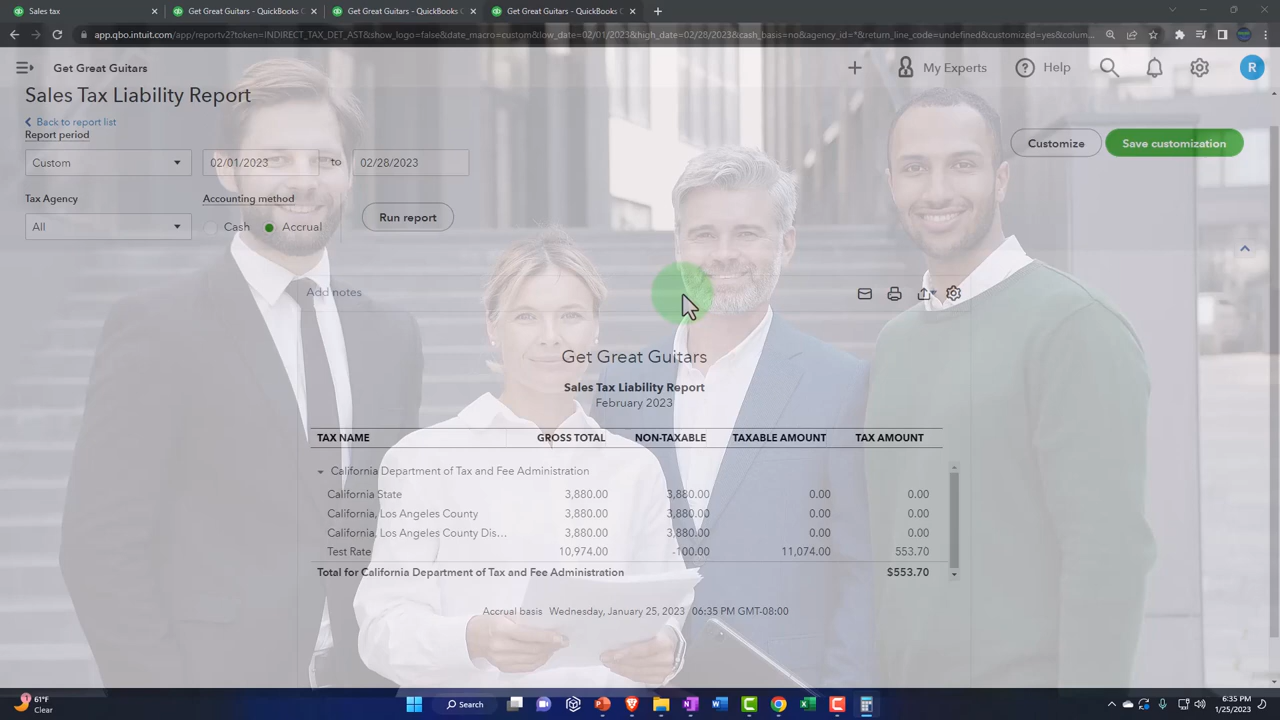 Sales tax
Get Great Guitars - QuickBooks C
Get Great Guitars - QuickBooks C
Get Great Guitars - QuickBooks C
app.qbo.intuit.com/app/reportv2?token=INDIRECT_TAX_DET_AST&show_logo=false&date_macro=custom&low_date=02/01/2023&high_date=02/28/2023&cash_basis=no&agency_id=*&return_line_code=undefined&customized=yes&colum...
Get Great Guitars
My Experts
Help
R
Sales Tax Liability Report
Back to report list
Report period
Custom
02/01/2023 to 02/28/2023
Customize
Save customization
Tax Agency
Accounting method
All
Cash
Accrual
Run report
Add notes
Get Great Guitars
Sales Tax Liability Report
February 2023
TAX NAME GROSS TOTAL NON-TAXABLE TAXABLE AMOUNT TAX AMOUNT
California Department of Tax and Fee Administration
California State 3,880.00 3,880.00 0.00 0.00
California, Los Angeles County 3,880.00 3,880.00 0.00 0.00
California, Los Angeles County Dis... 3,880.00 3,880.00 0.00 0.00
Test Rate 10,974.00 -100.00 11,074.00 553.70
Total for California Department of Tax and Fee Administration $553.70
Accrual basis Wednesday, January 25, 2023 06:35 PM GMT-08:00
61°F
Clear
Search
6:35 PM
1/25/2023